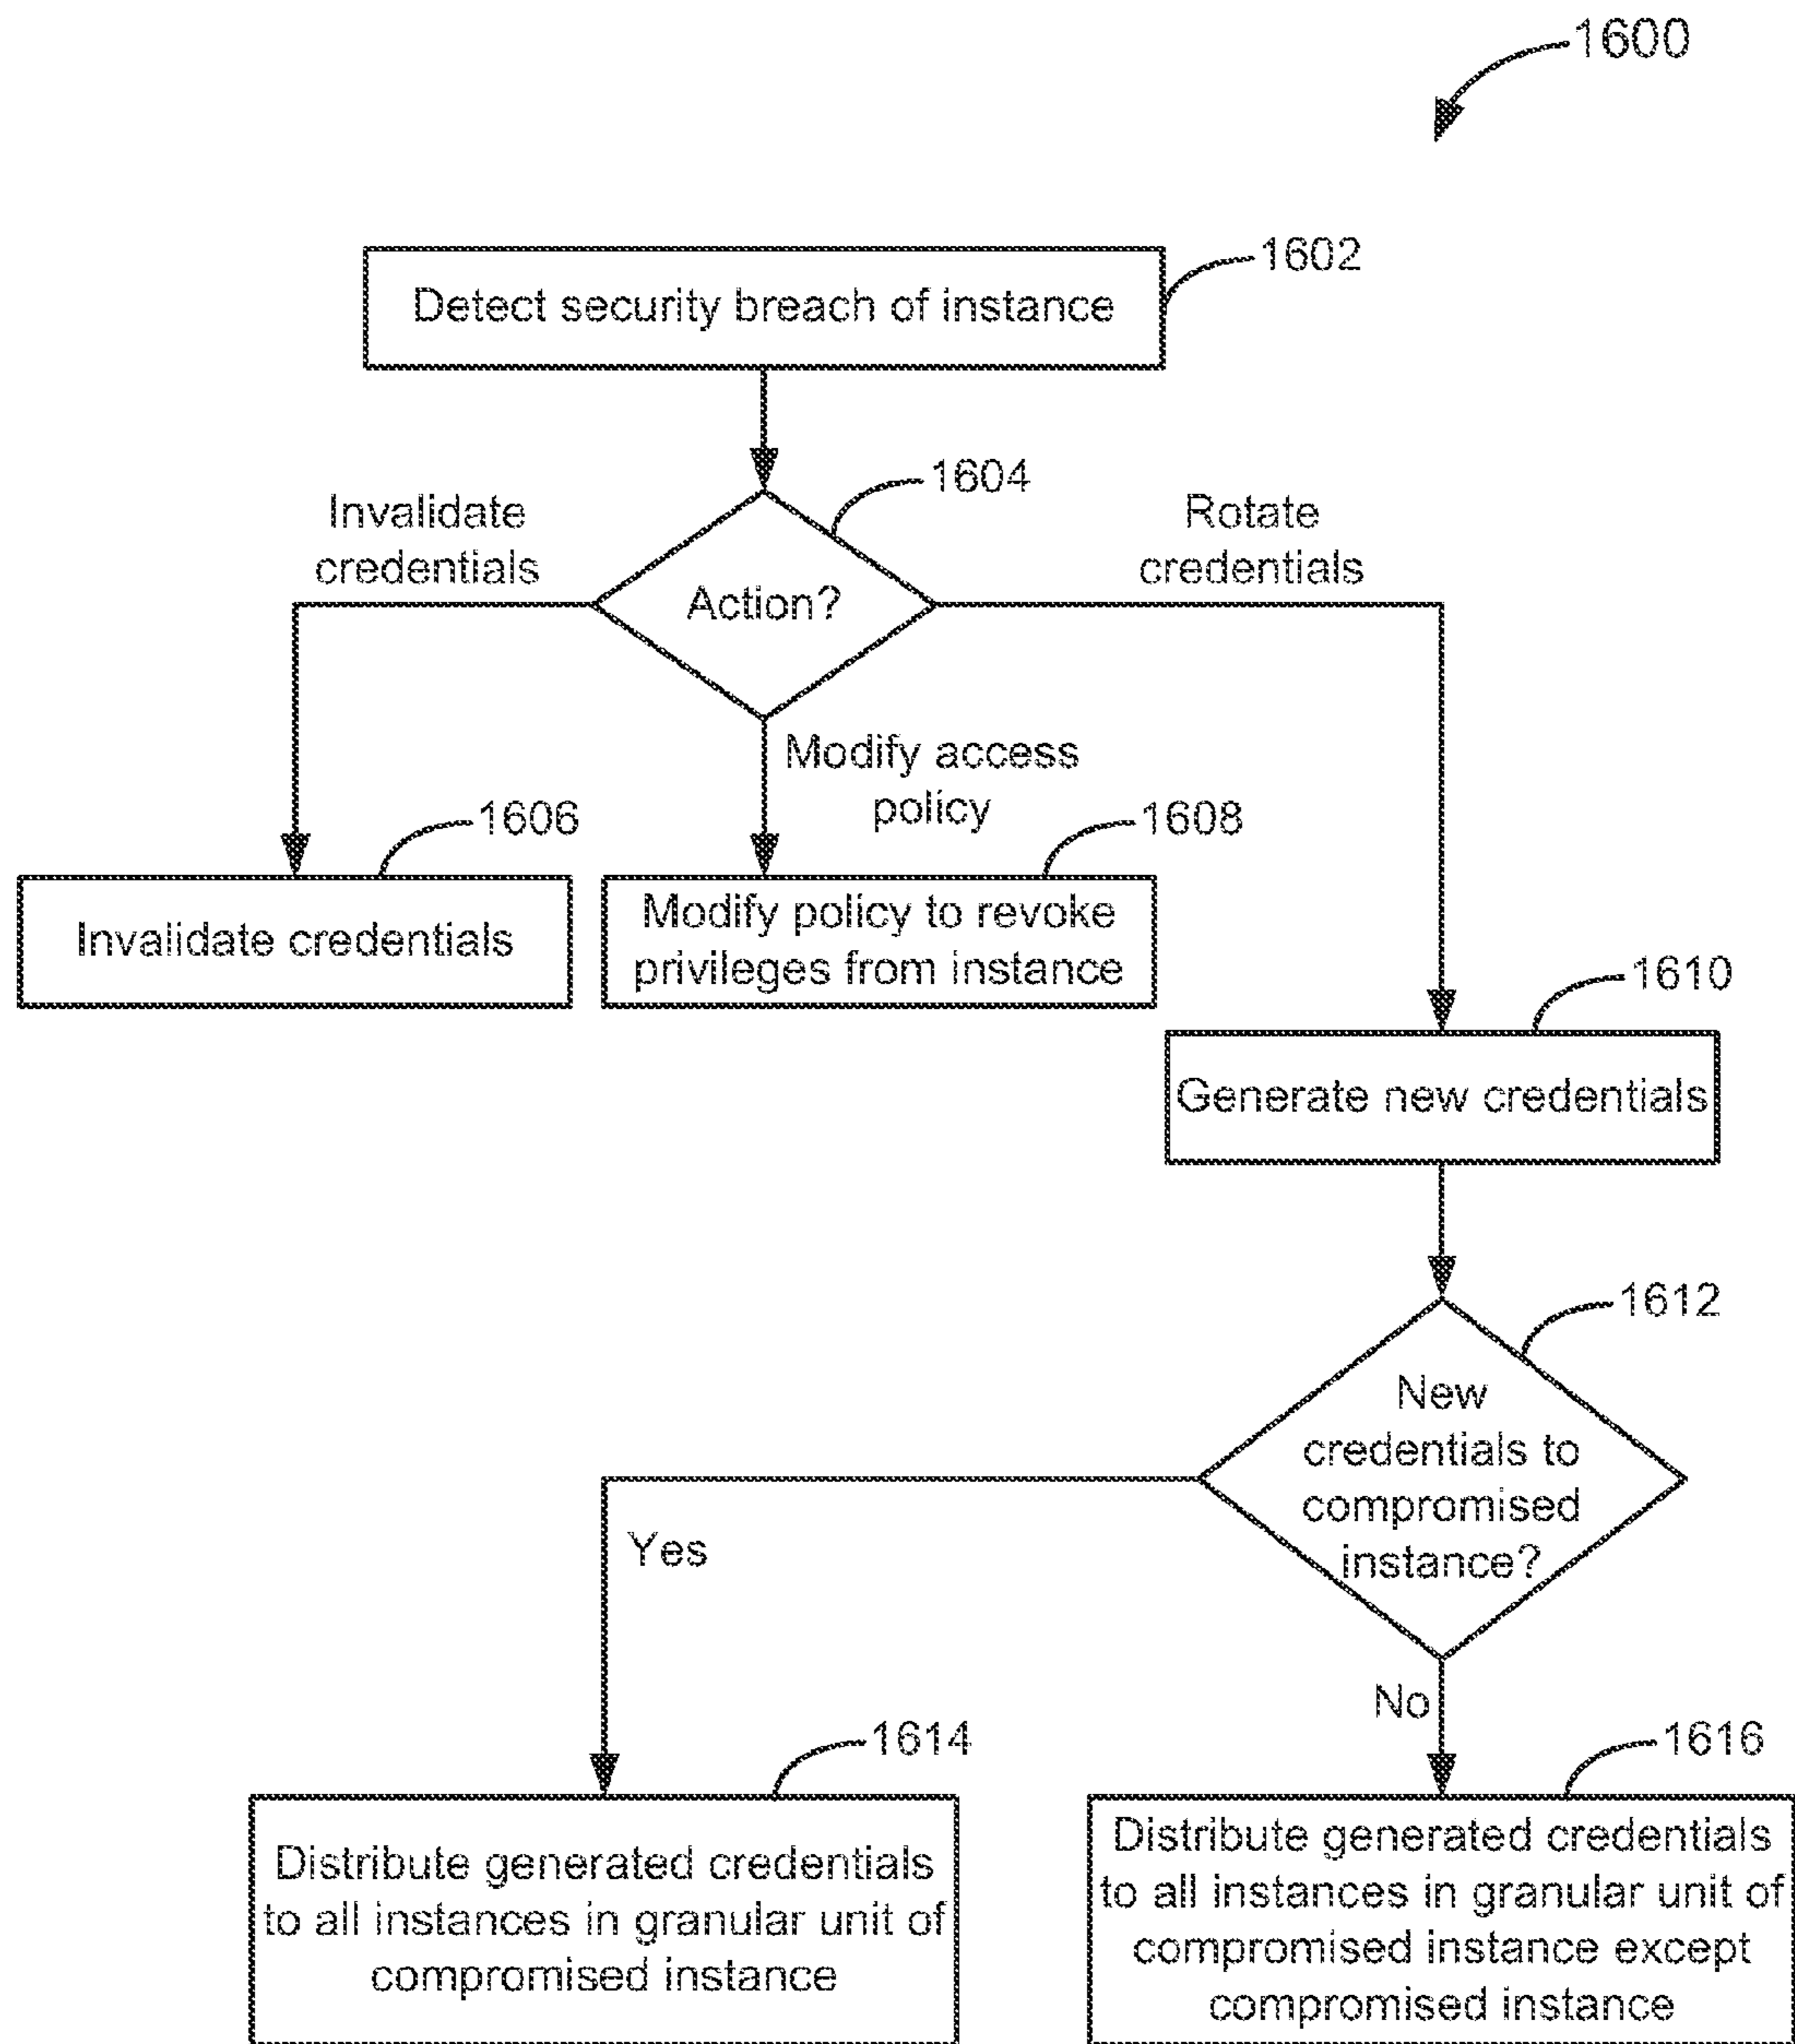 1600
1602
Detect security breach of instance
1604
Invalidate
credentials
Rotate
credentials
Action?
Modify access
policy
1606
1608
Invalidate credentials
Modify policy to revoke
privileges from instance
1610
Generate new credentials
1612
New
credentials to
compromised
instance?
Yes
No
1614
1616
Distribute generated credentials
to all instances in granular unit of
compromised instance
Distribute generated credentials
to all instances in granular unit of
compromised instance except
compromised instance